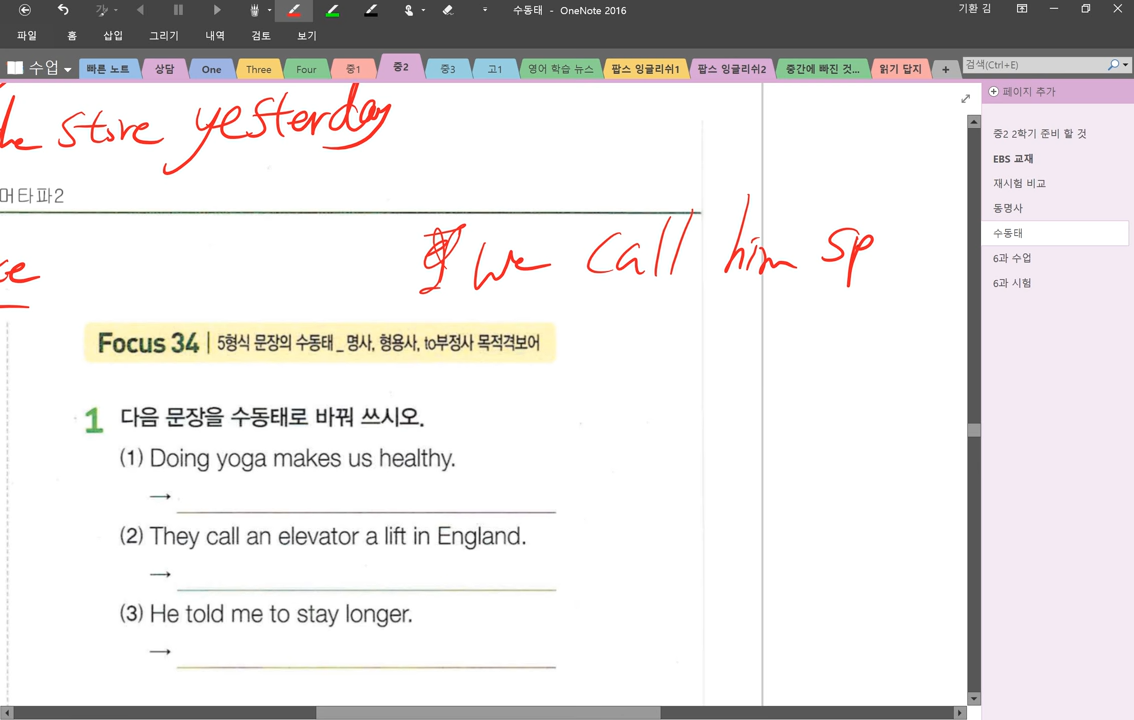 수동태 - OneNote 2016
기환 김
파일 홈 삽입 그리기 내역 검토 보기
수업 빠른 노트 상담 One Three Four 중1 중2 중3 고1 영어 학습 뉴스 팝스 잉글리쉬1 팝스 잉글리쉬2 중간에 빠진 것... 읽기 답지 + 검색(Ctrl+E)
페이지 추가
중2 2학기 준비 할 것
EBS 교재
재시험 비교
동명사
수동태
6과 수업
6과 시험
he store yesterday
머타파2
we call him sp
Focus 34 | 5형식 문장의 수동태_명사, 형용사, to부정사 목적격보어
1 다음 문장을 수동태로 바꿔 쓰시오.
(1) Doing yoga makes us healthy.
→
(2) They call an elevator a lift in England.
→
(3) He told me to stay longer.
→